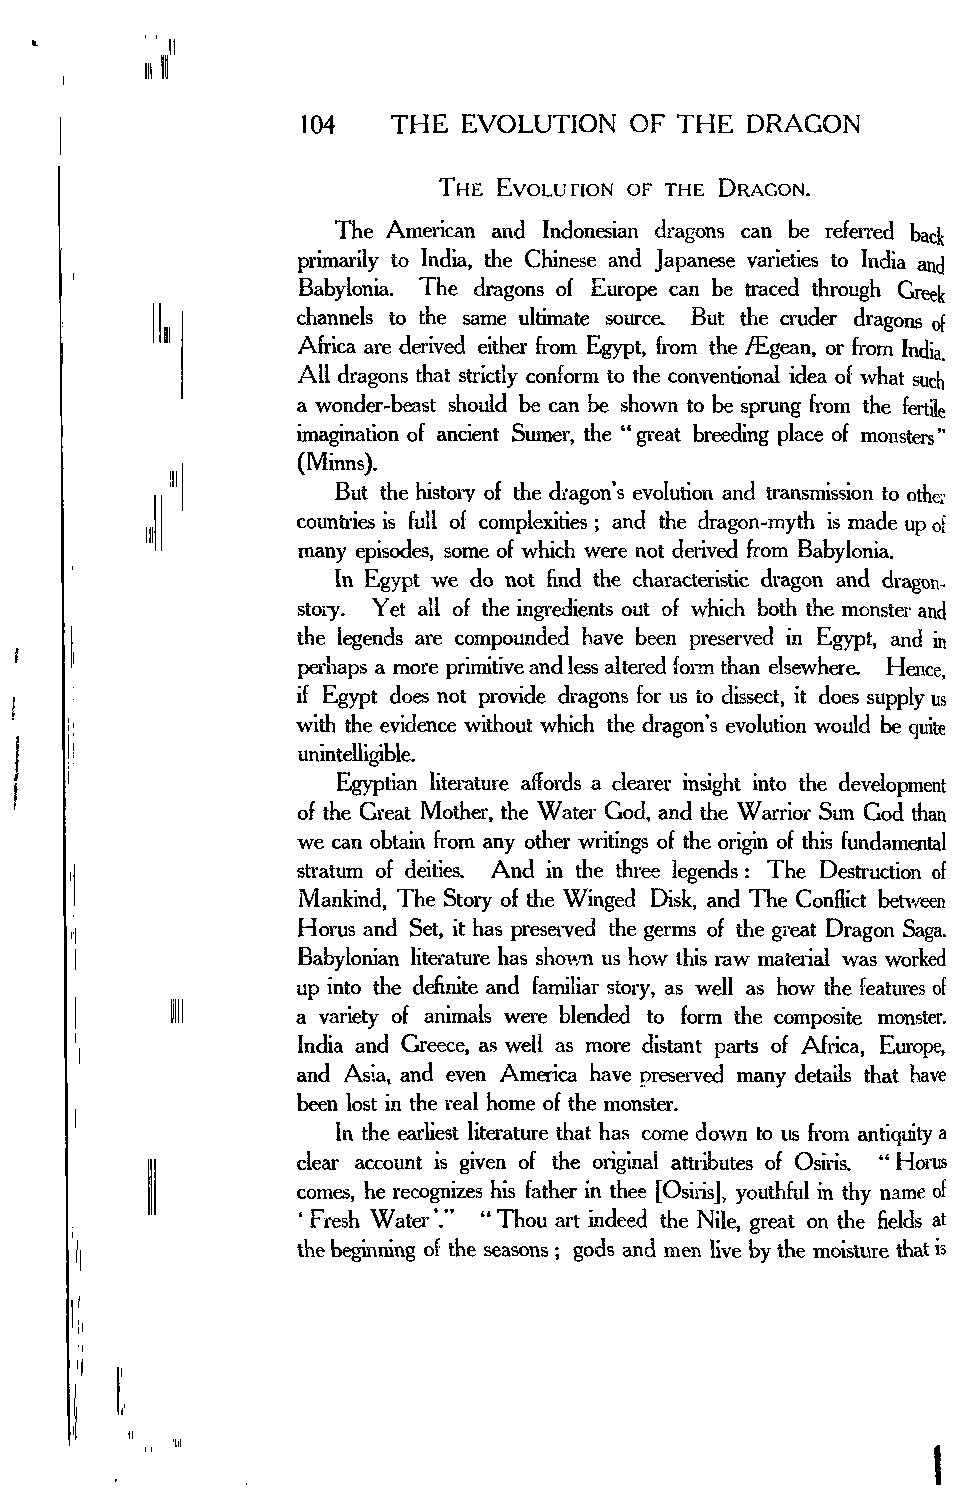 104 THE EVOLUTION OF THE DRAGON
The Evolution of the Dragon.
The American and Indonesian dragons can be referred back
primarily to India, the Chinese and Japanese varieties to India and
Babylonia. The dragons of Europe can be traced through Greek
channels to the same ultimate source. But the cruder dragons of
Africa are derived either from Egypt, from the Ægean, or from India.
All dragons that strictly conform to the conventional idea of what such
a wonder-beast should be can be shown to be sprung from the fertile
imagination of ancient Sumer, the “great breeding place of monsters”
(Minns).
But the history of the dragon's evolution and transmission to other
countries is full of complexities ; and the dragon-myth is made up of
many episodes, some of which were not derived from Babylonia.
In Egypt we do not find the characteristic dragon and dragon-
story. Yet all of the ingredients out of which both the monster and
the legends are compounded have been preserved in Egypt, and in
perhaps a more primitive and less altered form than elsewhere. Hence,
if Egypt does not provide dragons for us to dissect, it does supply us
with the evidence without which the dragon's evolution would be quite
unintelligible.
Egyptian literature affords a clearer insight into the development
of the Great Mother, the Water God, and the Warrior Sun God than
we can obtain from any other writings of the origin of this fundamental
stratum of deities. And in the three legends : The Destruction of
Mankind, The Story of the Winged Disk, and The Conflict between
Horus and Set, it has preserved the germs of the great Dragon Saga.
Babylonian literature has shown us how this raw material was worked
up into the definite and familiar story, as well as how the features of
a variety of animals were blended to form the composite monster.
India and Greece, as well as more distant parts of Africa, Europe,
and Asia, and even America have preserved many details that have
been lost in the real home of the monster.
In the earliest literature that has come down to us from antiquity a
clear account is given of the original attributes of Osiris. “Horus
comes, he recognizes his father in thee [Osiris], youthful in thy name of
‘Fresh Water’.” “Thou art indeed the Nile, great on the fields at
the beginning of the seasons ; gods and men live by the moisture that is